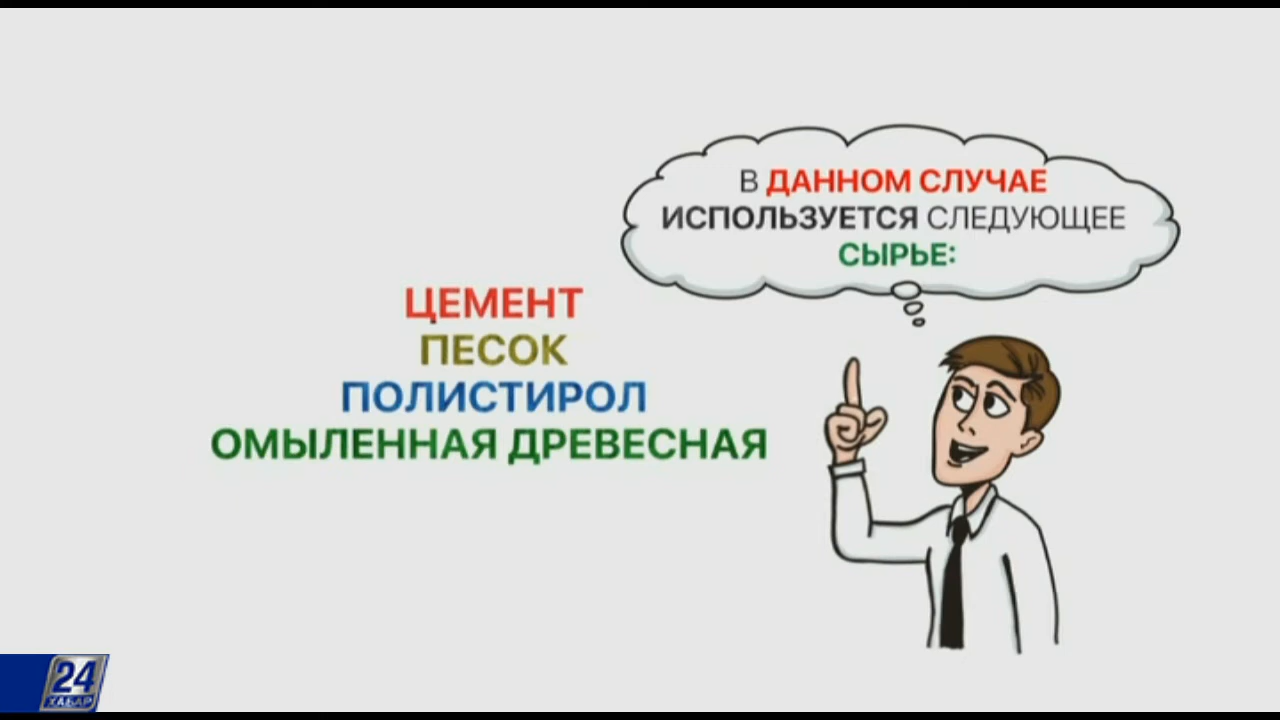 В ДАННОМ СЛУЧАЕ
ИСПОЛЬЗУЕТСЯ СЛЕДУЮЩЕЕ
СЫРЬЕ:
ЦЕМЕНТ
ПЕСОК
ПОЛИСТИРОЛ
ОМЫЛЕННАЯ ДРЕВЕСНАЯ
24
ХАБАР